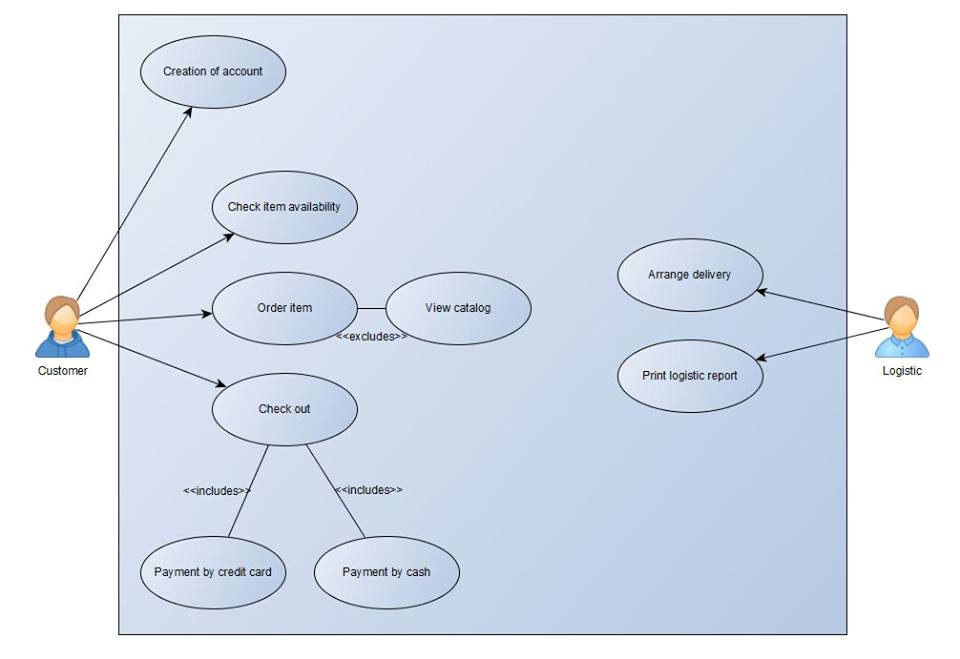 Creation of account
Check item availability
Order item
View catalog
<<excludes>>
Arrange delivery
Customer
Logistic
Print logistic report
Check out
<<includes>>
<<includes>>
Payment by credit card
Payment by cash